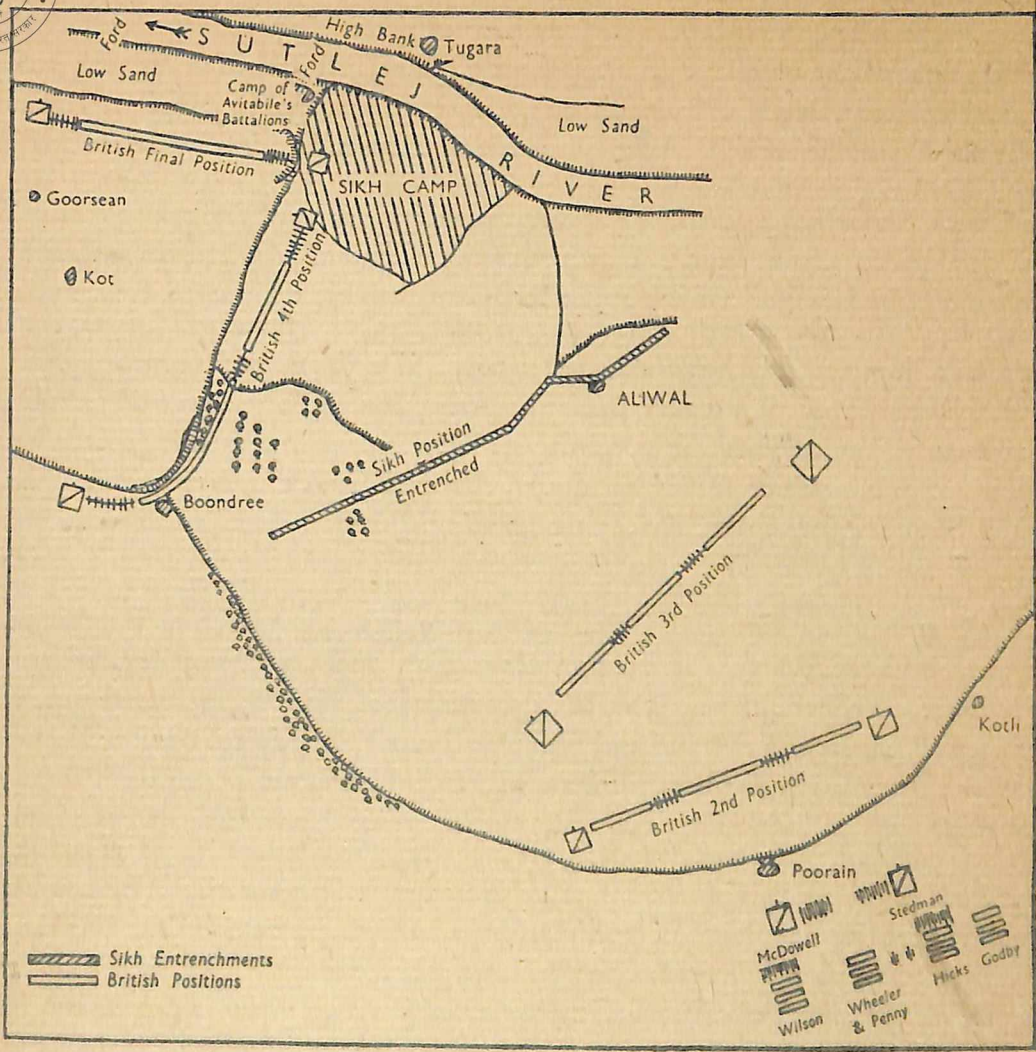 Ford
SUTLEJ RIVER
High Bank
Tugara
Ford
Low Sand
Camp of
Avitabile's
Battalions
Low Sand
British Final Position
SIKH CAMP
Goorsean
Kot
British 4th Position
ALIWAL
Sikh Position
Entrenched
Boondree
British 3rd Position
Kotli
British 2nd Position
Poorain
Stedman
McDowell
Hicks
Godby
Wheeler
& Penny
Wilson
Sikh Entrenchments
British Positions